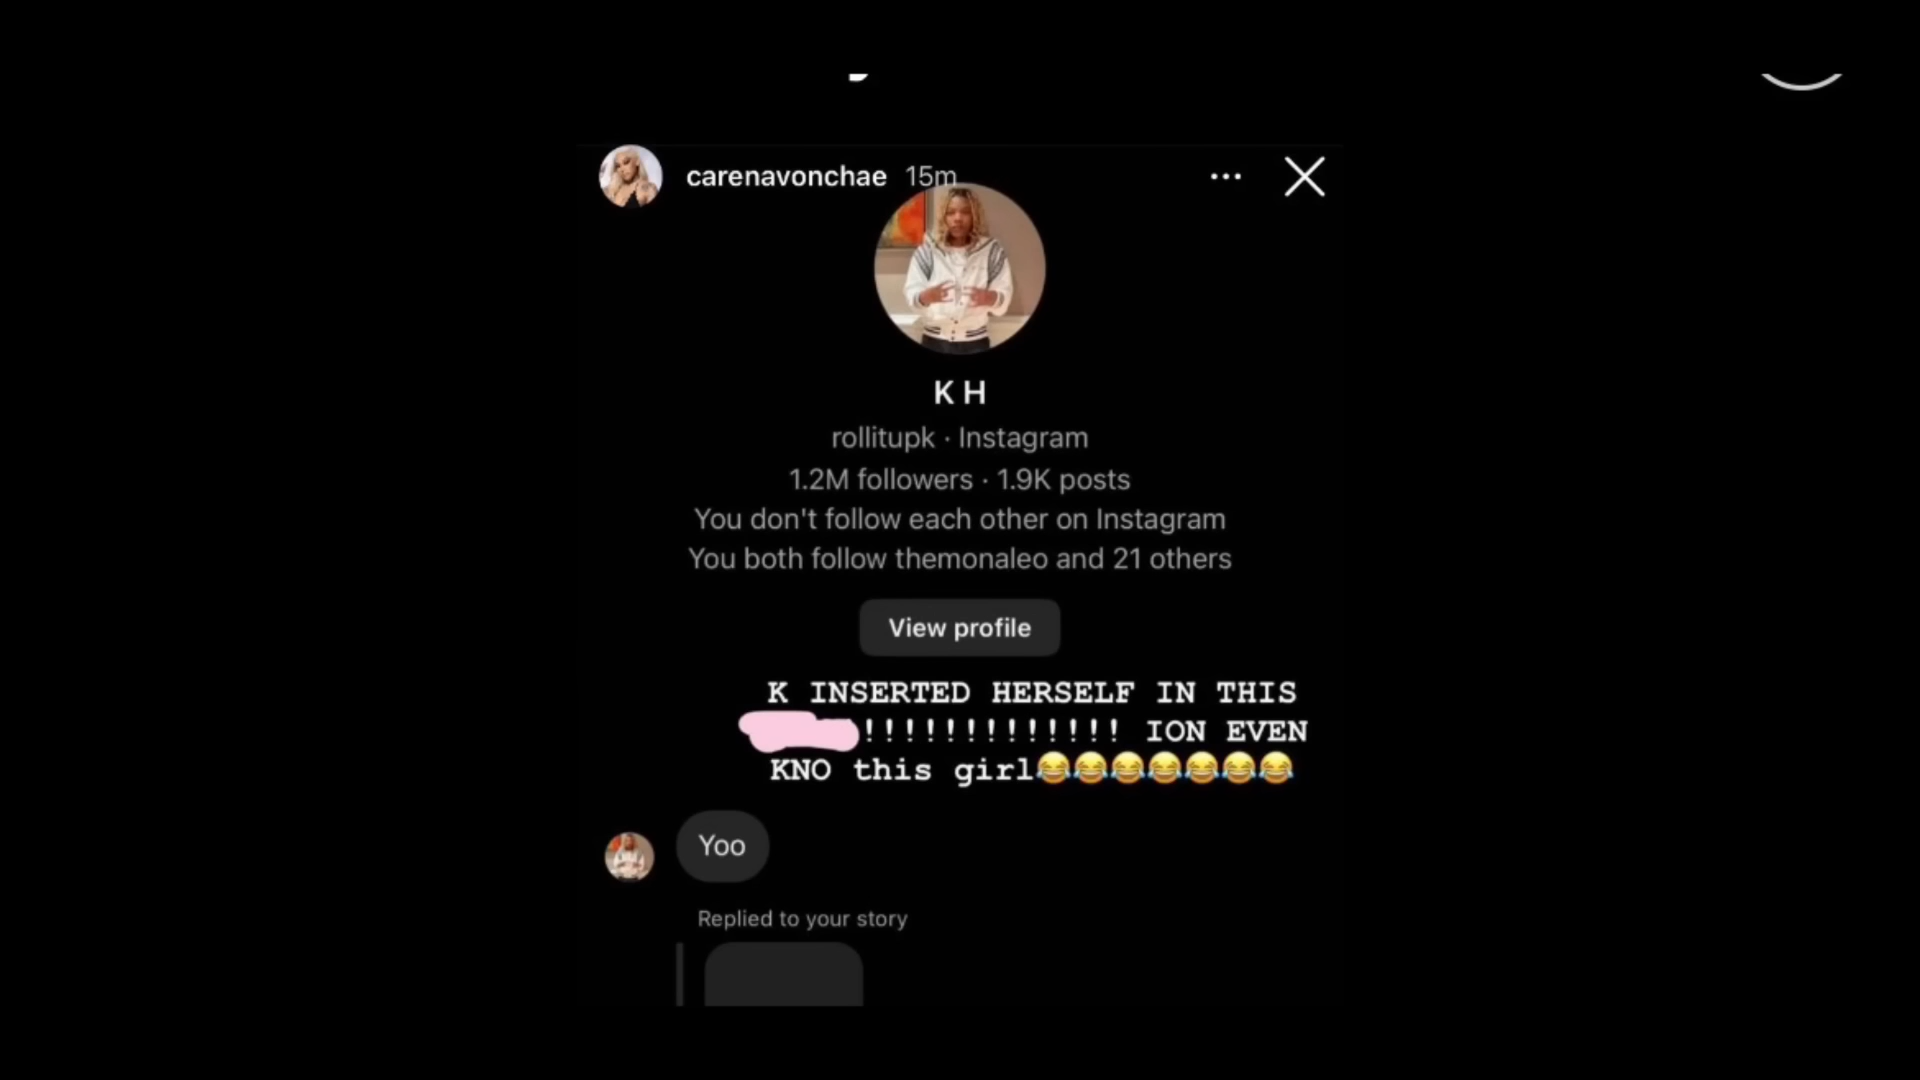 carenavonchae 15m
K H
rollitupk · Instagram
1.2M followers · 1.9K posts
You don't follow each other on Instagram
You both follow themonaleo and 21 others
View profile
K INSERTED HERSELF IN THIS
!!!!!!!!!!!!! ION EVEN
KNO this girl😂😂😂😂😂😂😂
Yoo
Replied to your story